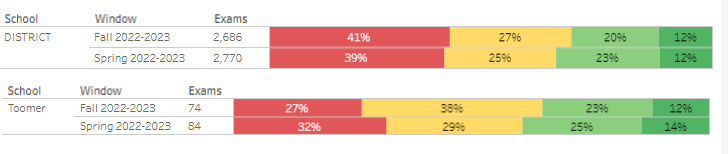 School Window Exams
DISTRICT Fall 2022-2023 2,686 41% 27% 20% 12%
Spring 2022-2023 2,770 39% 25% 23% 12%
School Window Exams
Toomer Fall 2022-2023 74 27% 38% 23% 12%
Spring 2022-2023 84 32% 29% 25% 14%